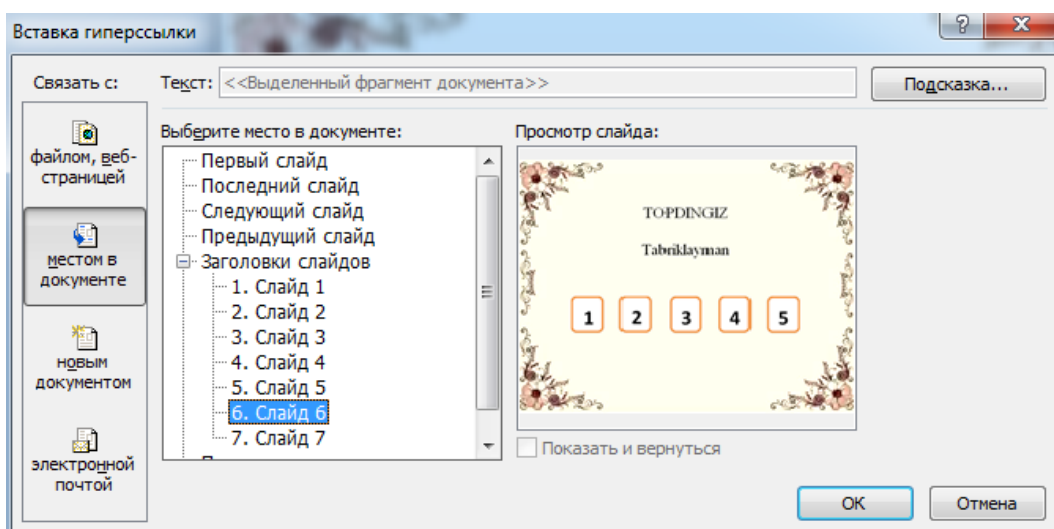 Вставка гиперссылки
Связать с:
Текст: <<Выделенный фрагмент документа>>
Подсказка...
файлом, веб-
страницей
местом в
документе
новым
документом
электронной
почтой
Выберите место в документе:
Первый слайд
Последний слайд
Следующий слайд
Предыдущий слайд
Заголовки слайдов
1. Слайд 1
2. Слайд 2
3. Слайд 3
4. Слайд 4
5. Слайд 5
6. Слайд 6
7. Слайд 7
Просмотр слайда:
TOPDINGIZ
Tabriklayman
1 2 3 4 5
Показать и вернуться
ОК
Отмена